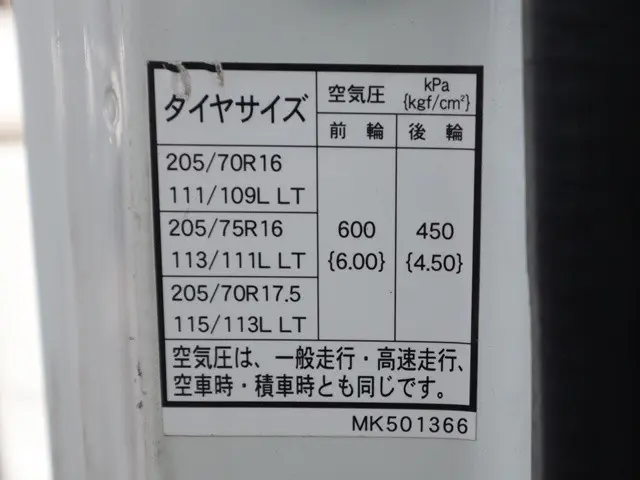 タイヤサイズ
空気圧 kPa {kgf/cm²}
前輪 後輪
205/70R16
111/109L LT
205/75R16
113/111L LT
205/70R17.5
115/113L LT
600 {6.00}
450 {4.50}
空気圧は、一般走行・高速走行、
空車時・積車時とも同じです。
MK501366